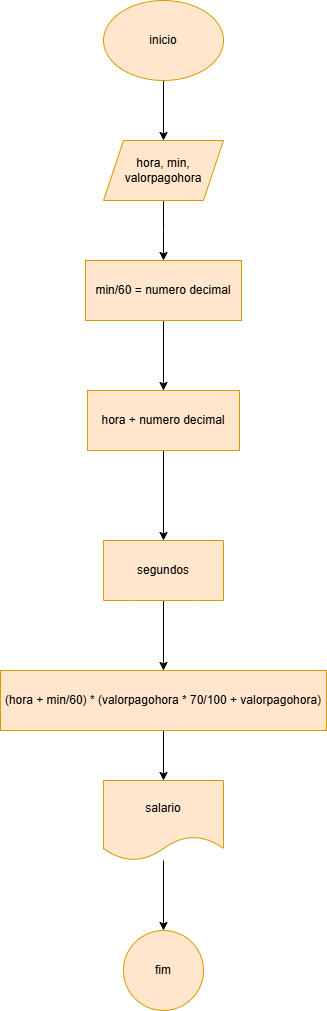 inicio
hora, min,
valorpagohora
min/60 = numero decimal
hora + numero decimal
segundos
(hora + min/60) * (valorpagohora * 70/100 + valorpagohora)
salario
fim